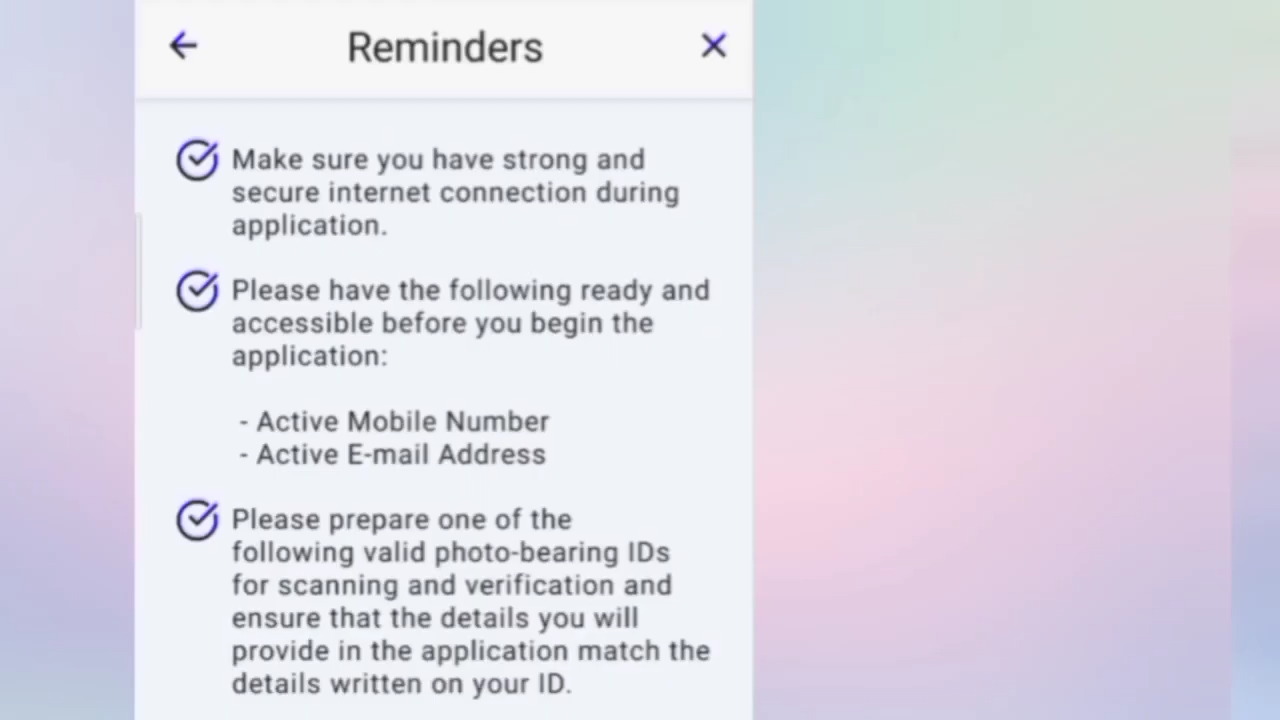 Reminders
Make sure you have strong and
secure internet connection during
application.
Please have the following ready and
accessible before you begin the
application:
- Active Mobile Number
- Active E-mail Address
Please prepare one of the
following valid photo-bearing IDs
for scanning and verification and
ensure that the details you will
provide in the application match the
details written on your ID.